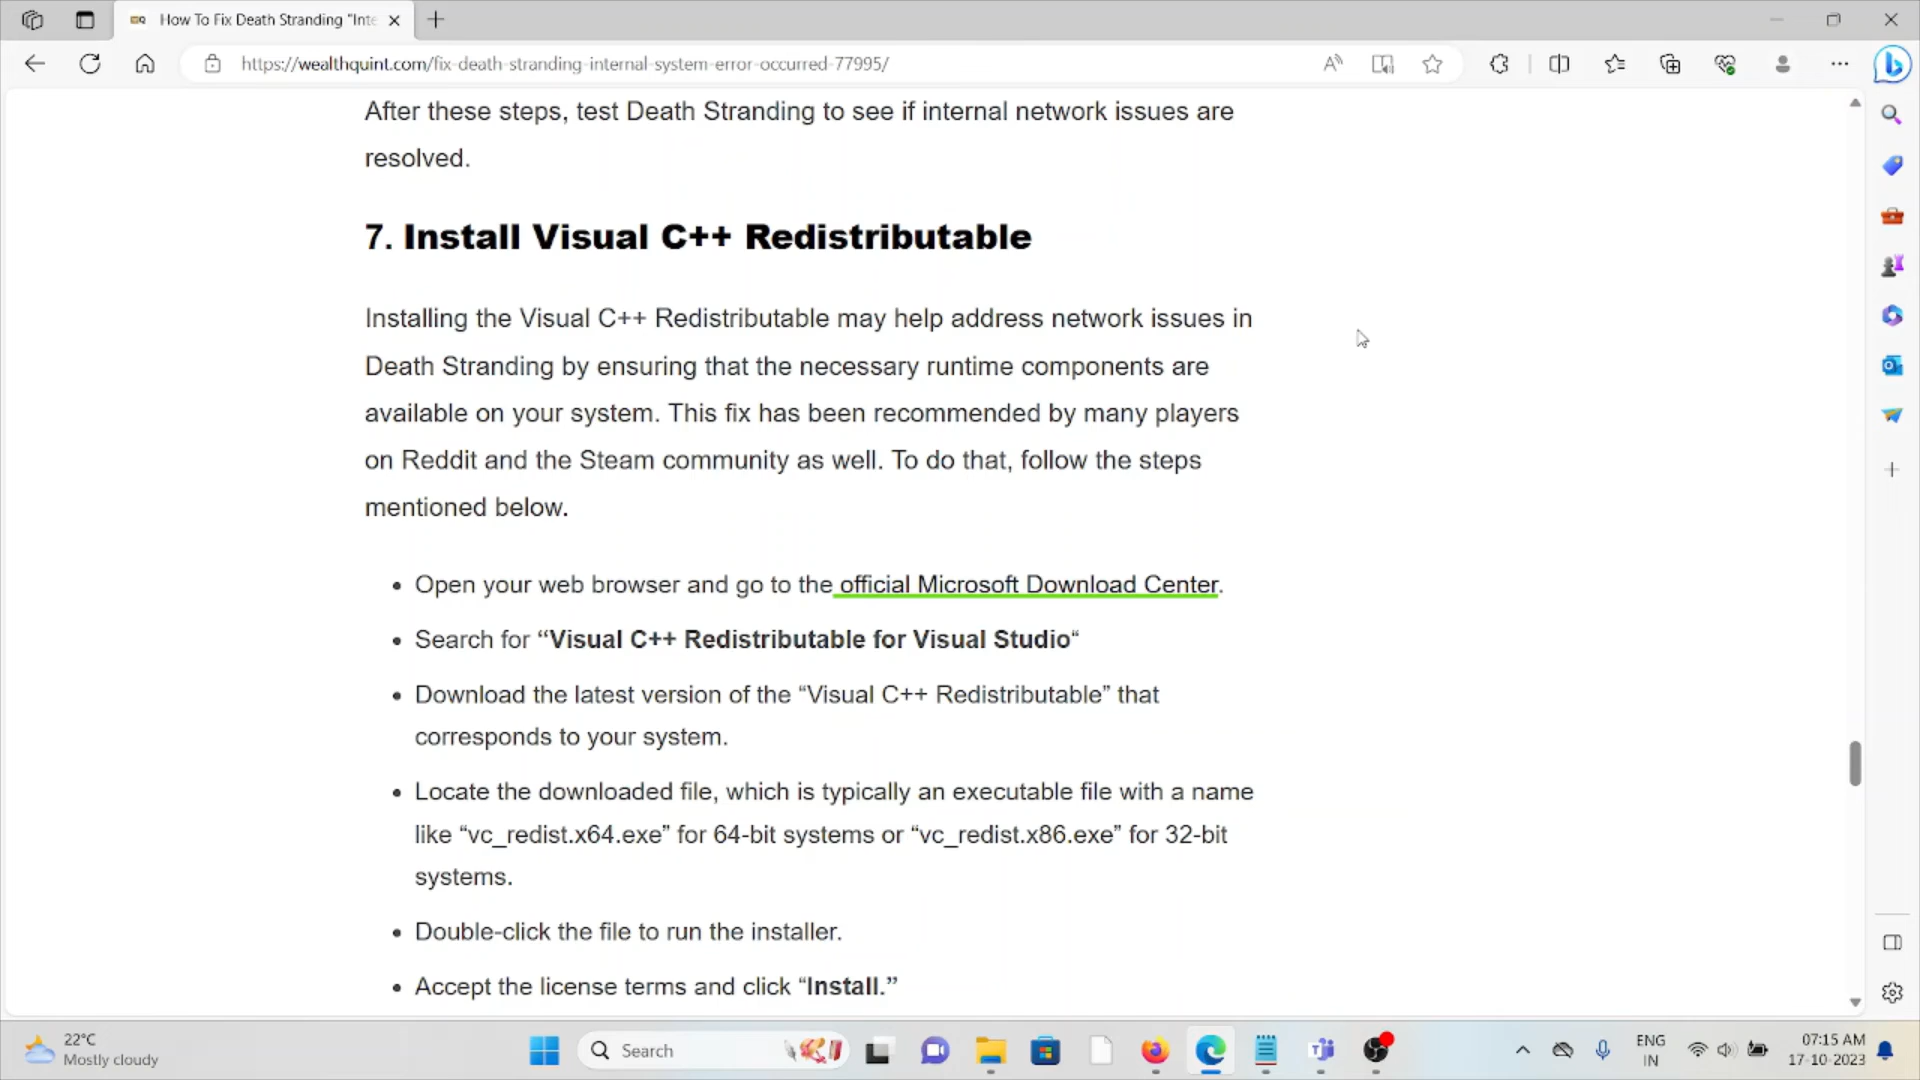 How To Fix Death Stranding "Inte
https://wealthquint.com/fix-death-stranding-internal-system-error-occurred-77995/
After these steps, test Death Stranding to see if internal network issues are
resolved.
7. Install Visual C++ Redistributable
Installing the Visual C++ Redistributable may help address network issues in
Death Stranding by ensuring that the necessary runtime components are
available on your system. This fix has been recommended by many players
on Reddit and the Steam community as well. To do that, follow the steps
mentioned below.
• Open your web browser and go to the official Microsoft Download Center.
• Search for “Visual C++ Redistributable for Visual Studio“
• Download the latest version of the “Visual C++ Redistributable” that
corresponds to your system.
• Locate the downloaded file, which is typically an executable file with a name
like “vc_redist.x64.exe” for 64-bit systems or “vc_redist.x86.exe” for 32-bit
systems.
• Double-click the file to run the installer.
• Accept the license terms and click “Install.”
22°C
Mostly cloudy
Search
ENG
IN
07:15 AM
17-10-2023